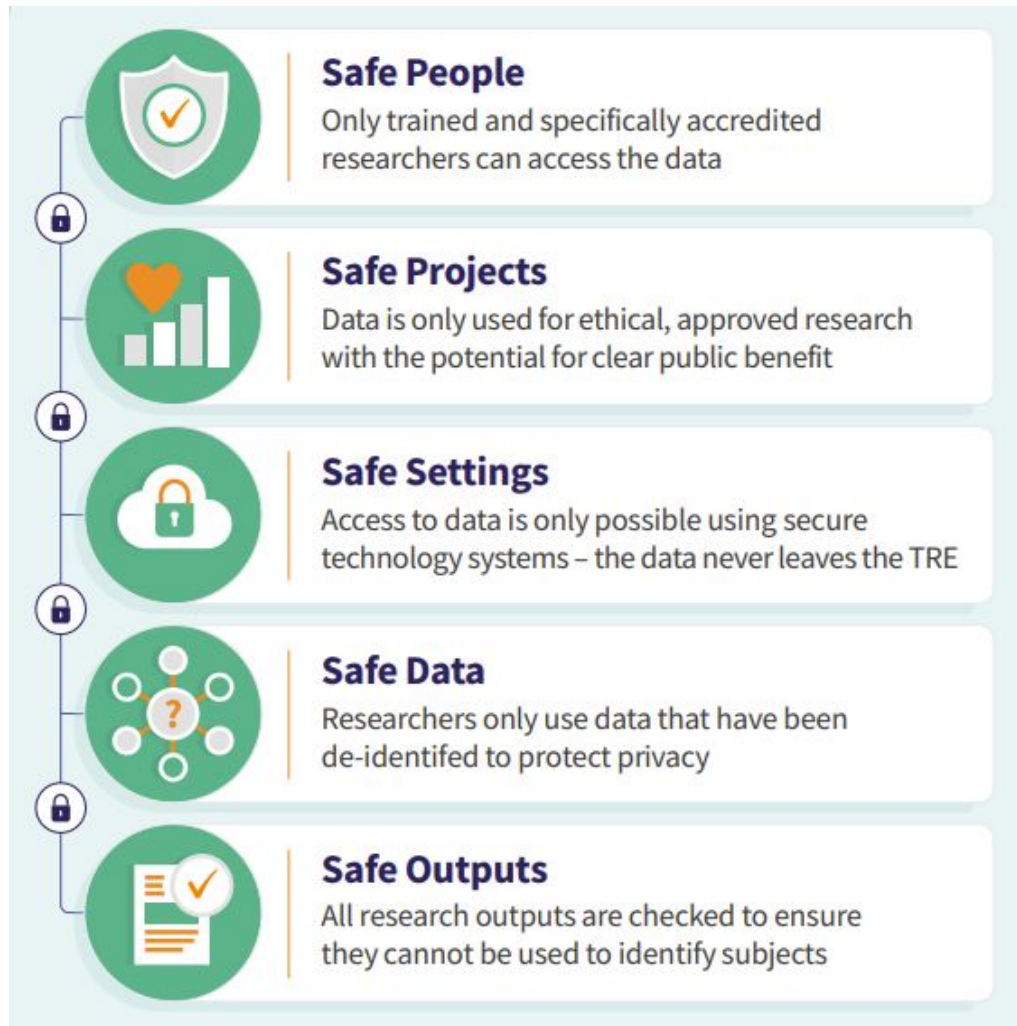 Safe People
Only trained and specifically accredited
researchers can access the data
Safe Projects
Data is only used for ethical, approved research
with the potential for clear public benefit
Safe Settings
Access to data is only possible using secure
technology systems – the data never leaves the TRE
Safe Data
?
Researchers only use data that have been
de-identifed to protect privacy
Safe Outputs
All research outputs are checked to ensure
they cannot be used to identify subjects